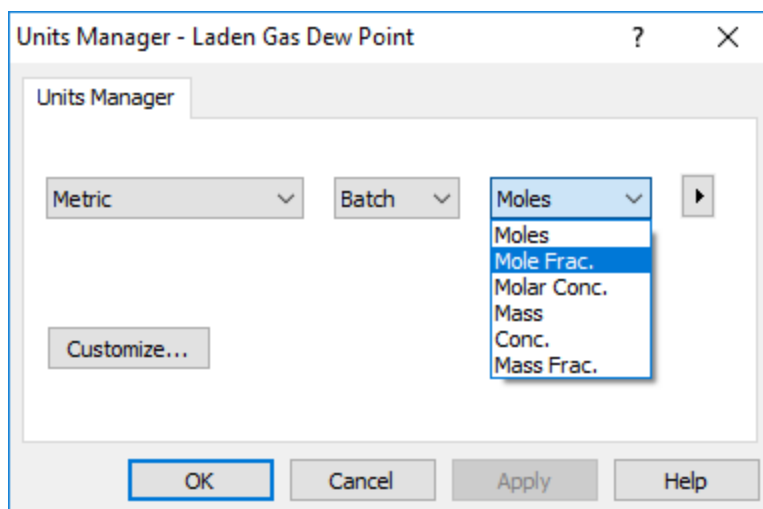 Units Manager - Laden Gas Dew Point ?
Units Manager
Metric Batch Moles
Moles
Mole Frac.
Molar Conc.
Mass
Conc.
Mass Frac.
Customize...
OK Cancel Apply Help